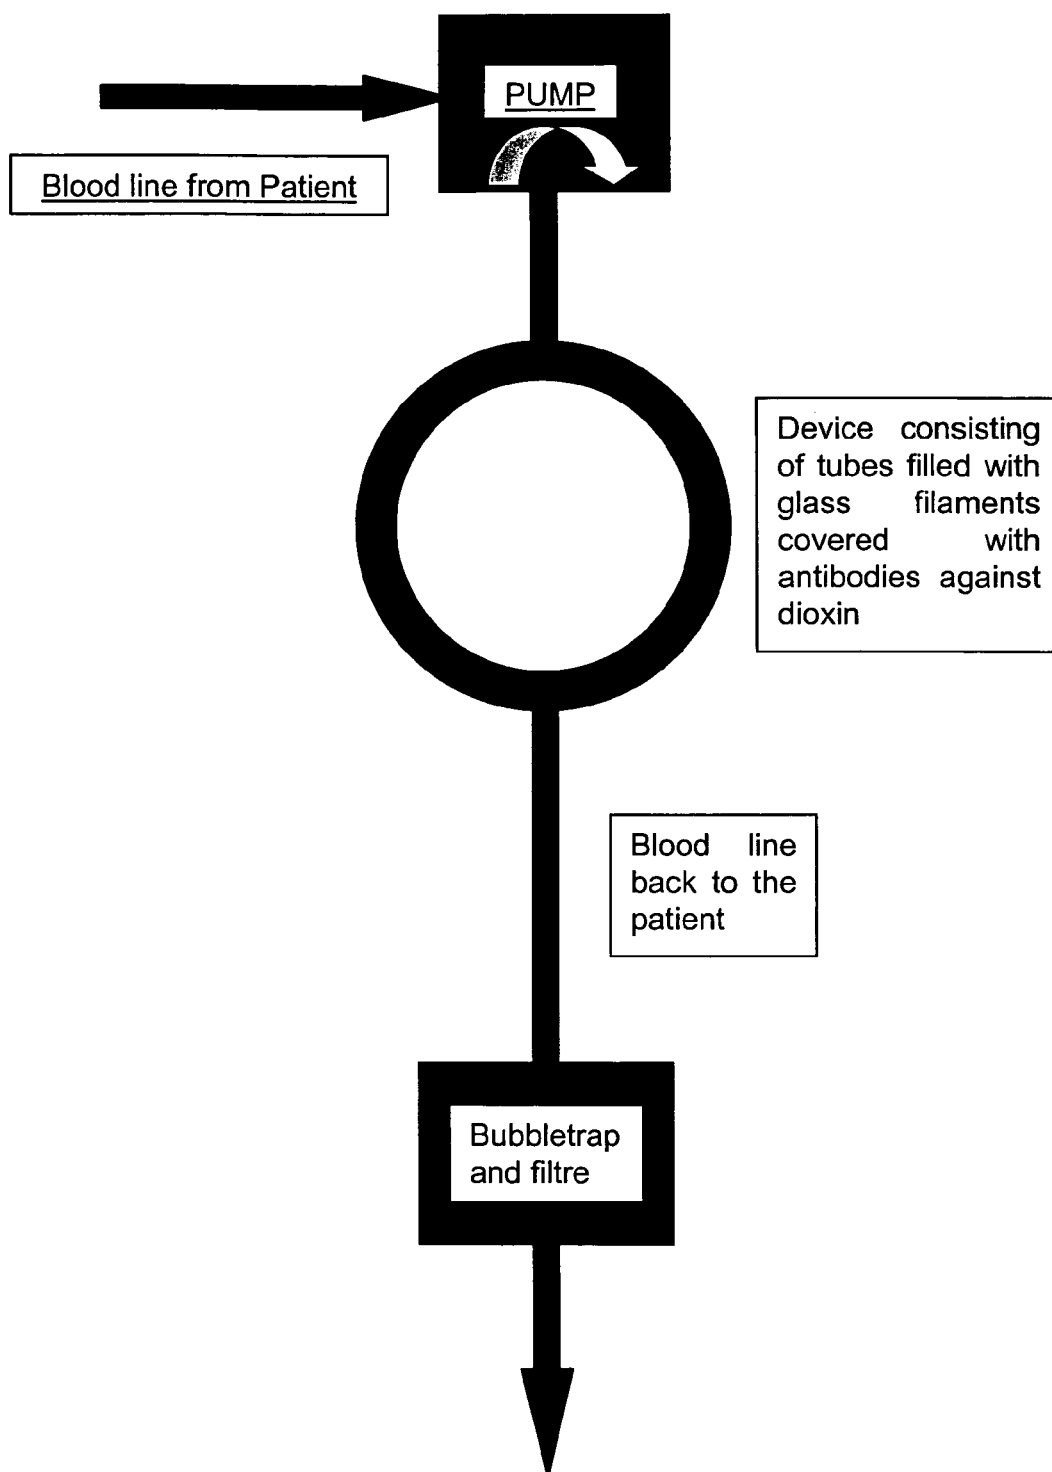 PUMP
Blood line from Patient
Device consisting
of tubes filled with
glass filaments
covered with
antibodies against
dioxin
Blood line
back to the
patient
Bubbletrap
and filtre